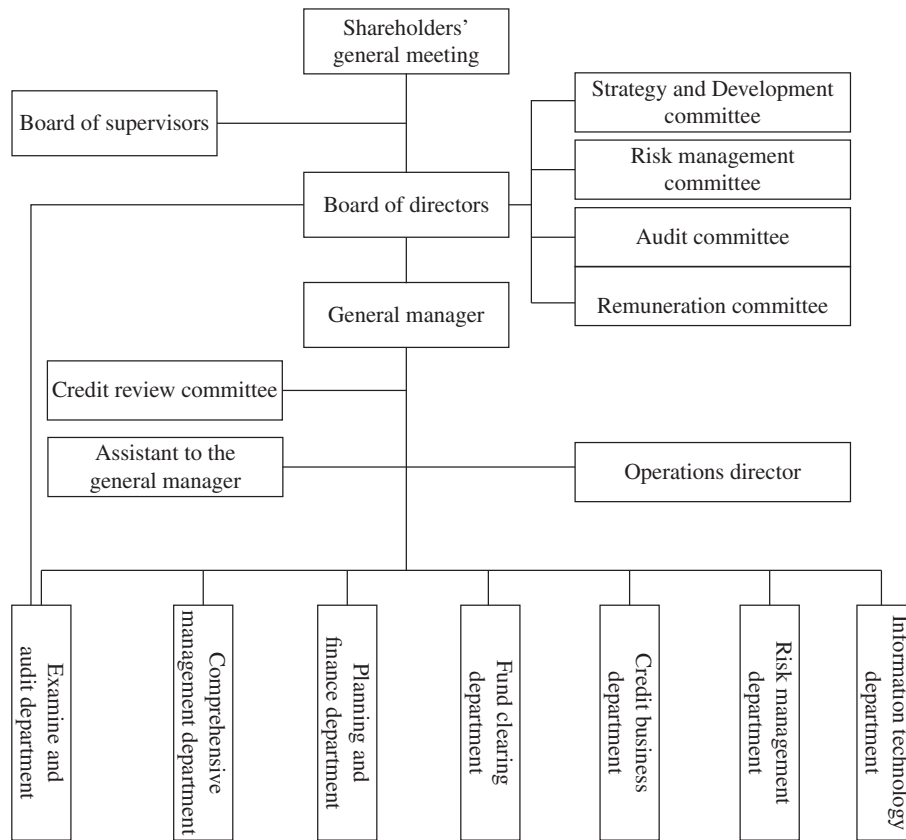 Shareholders’
general meeting
Board of supervisors
Strategy and Development
committee
Risk management
committee
Board of directors
Audit committee
General manager
Remuneration committee
Credit review committee
Assistant to the
general manager
Operations director
Examine and
audit department
Comprehensive
management department
Planning and
finance department
Fund clearing
department
Credit business
department
Risk management
department
Information technology
department